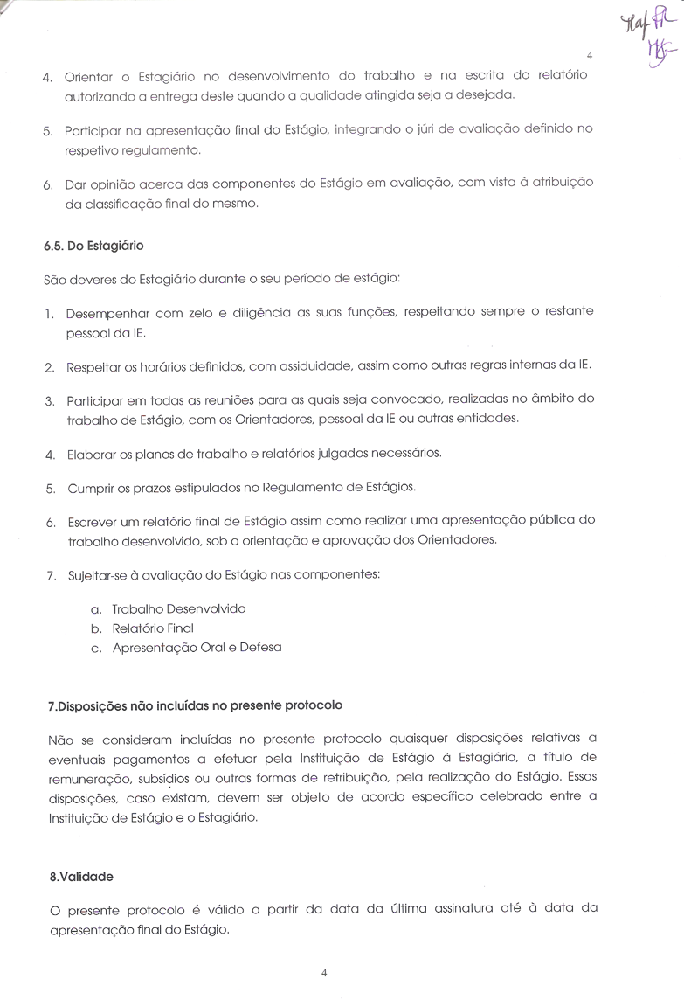 4
4. Orientar o Estagiário no desenvolvimento do trabalho e na escrita do relatório
autorizando a entrega deste quando a qualidade atingida seja a desejada.
5. Participar na apresentação final do Estágio, integrando o júri de avaliação definido no
respetivo regulamento.
6. Dar opinião acerca das componentes do Estágio em avaliação, com vista à atribuição
da classificação final do mesmo.
6.5. Do Estagiário
São deveres do Estagiário durante o seu período de estágio:
1. Desempenhar com zelo e diligência as suas funções, respeitando sempre o restante
pessoal da IE.
2. Respeitar os horários definidos, com assiduidade, assim como outras regras internas da IE.
3. Participar em todas as reuniões para as quais seja convocado, realizadas no âmbito do
trabalho de Estágio, com os Orientadores, pessoal da IE ou outras entidades.
4. Elaborar os planos de trabalho e relatórios julgados necessários.
5. Cumprir os prazos estipulados no Regulamento de Estágios.
6. Escrever um relatório final de Estágio assim como realizar uma apresentação pública do
trabalho desenvolvido, sob a orientação e aprovação dos Orientadores.
7. Sujeitar-se à avaliação do Estágio nas componentes:
a. Trabalho Desenvolvido
b. Relatório Final
c. Apresentação Oral e Defesa
7.Disposições não incluídas no presente protocolo
Não se consideram incluídas no presente protocolo quaisquer disposições relativas a
eventuais pagamentos a efetuar pela Instituição de Estágio à Estagiária, a título de
remuneração, subsídios ou outras formas de retribuição, pela realização do Estágio. Essas
disposições, caso existam, devem ser objeto de acordo específico celebrado entre a
Instituição de Estágio e o Estagiário.
8.Validade
O presente protocolo é válido a partir da data da última assinatura até à data da
apresentação final do Estágio.
4